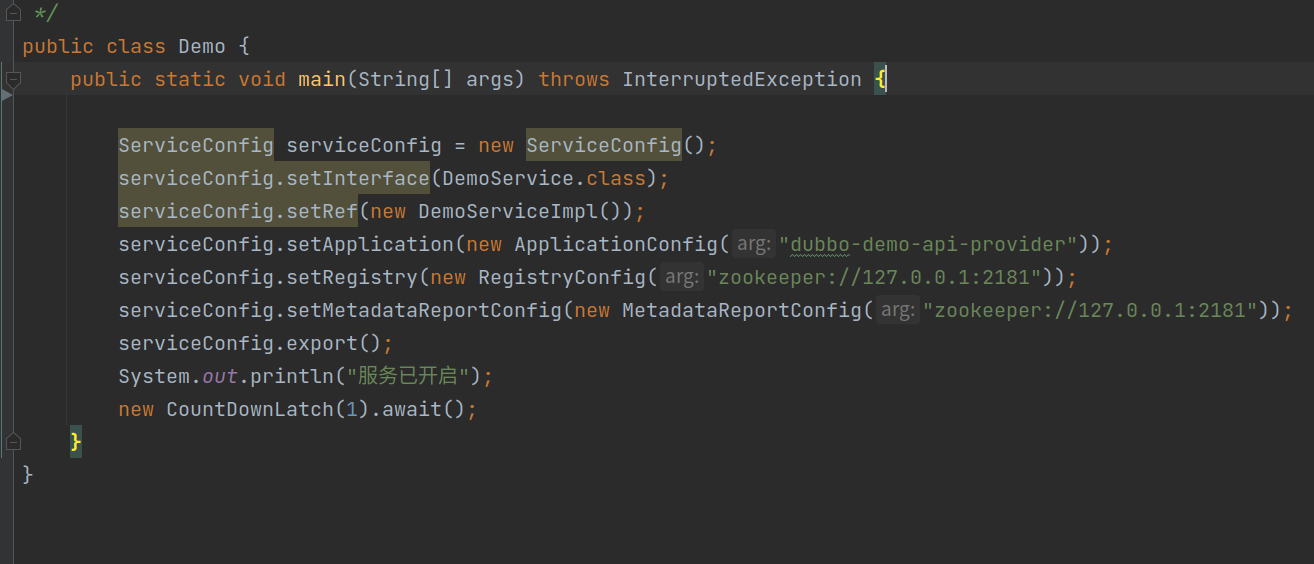 */
public class Demo {
public static void main(String[] args) throws InterruptedException {
ServiceConfig serviceConfig = new ServiceConfig();
serviceConfig.setInterface(DemoService.class);
serviceConfig.setRef(new DemoServiceImpl());
serviceConfig.setApplication(new ApplicationConfig( arg: "dubbo-demo-api-provider"));
serviceConfig.setRegistry(new RegistryConfig( arg: "zookeeper://127.0.0.1:2181"));
serviceConfig.setMetadataReportConfig(new MetadataReportConfig( arg: "zookeeper://127.0.0.1:2181"));
serviceConfig.export();
System.out.println("服务已开启");
new CountDownLatch(1).await();
}
}